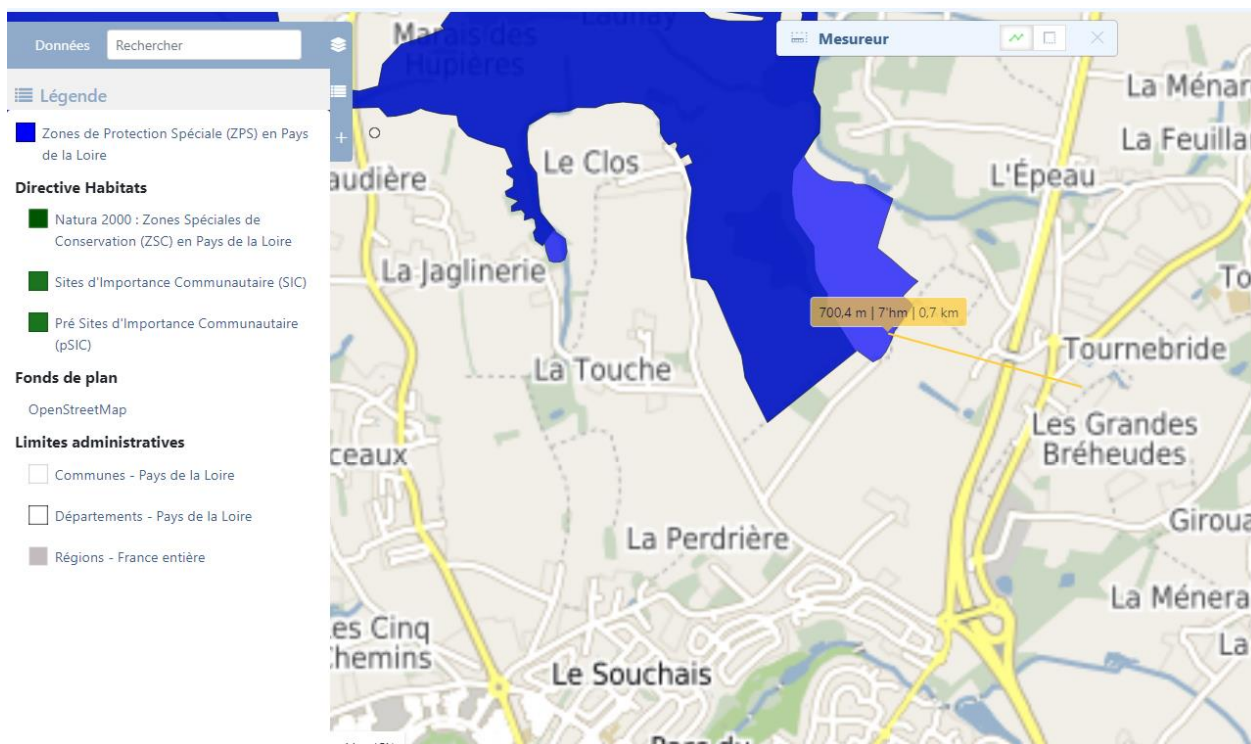 Données
Rechercher
Légende
Zones de Protection Spéciale (ZPS) en Pays
de la Loire
Directive Habitats
Natura 2000 : Zones Spéciales de
Conservation (ZSC) en Pays de la Loire
Sites d'Importance Communautaire (SIC)
Pré Sites d'Importance Communautaire
(pSIC)
Fonds de plan
OpenStreetMap
Limites administratives
Communes - Pays de la Loire
Départements - Pays de la Loire
Régions - France entière
Mesureur
Marais des
Hupières
Launay
La Ménar
La Feuilla
Le Clos
L'Épeau
audière
La Jaglinerie
To
700,4 m | 7'hm | 0,7 km
Tournebride
La Touche
Les Grandes
Bréheudes
ceaux
Giroua
La Perdrière
La Ménera
es Cinq
hemins
La
Le Souchais